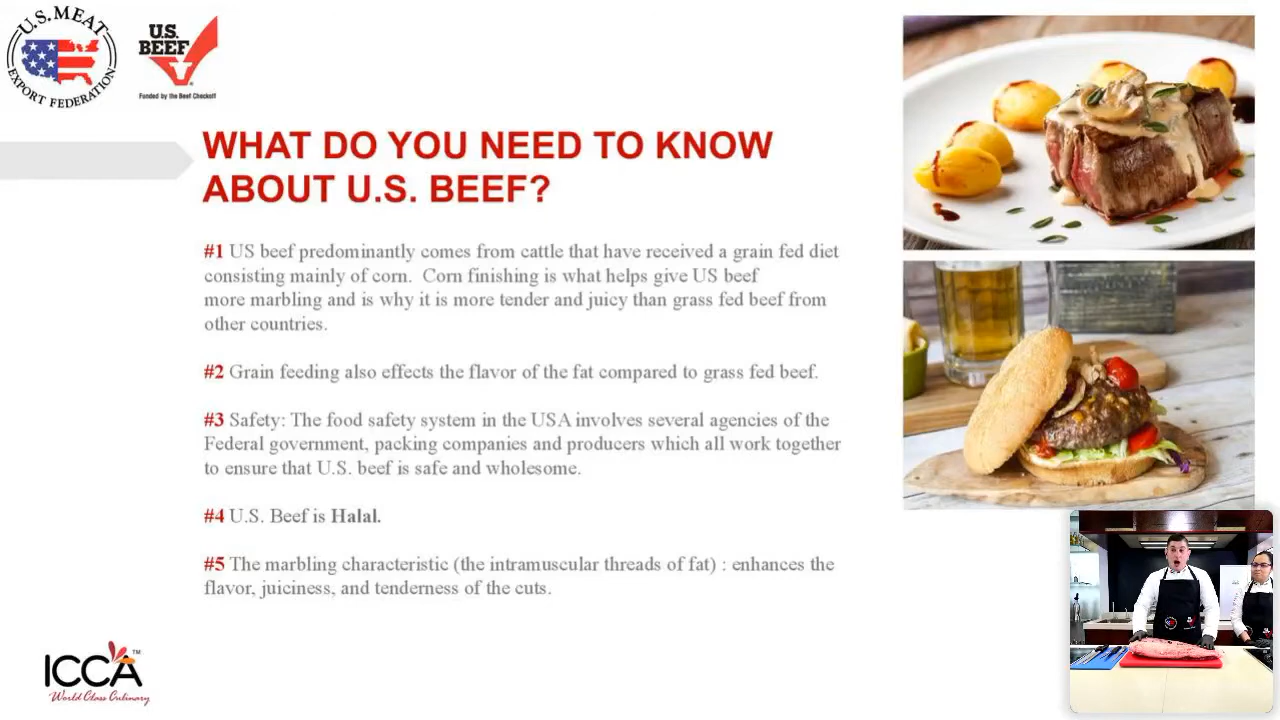 U.S. MEAT
EXPORT FEDERATION
U.S.
BEEF
Funded by the Beef Checkoff
WHAT DO YOU NEED TO KNOW
ABOUT U.S. BEEF?
#1 US beef predominantly comes from cattle that have received a grain fed diet
consisting mainly of corn.  Corn finishing is what helps give US beef
more marbling and is why it is more tender and juicy than grass fed beef from
other countries.
#2 Grain feeding also effects the flavor of the fat compared to grass fed beef.
#3 Safety: The food safety system in the USA involves several agencies of the
Federal government, packing companies and producers which all work together
to ensure that U.S. beef is safe and wholesome.
#4 U.S. Beef is Halal.
#5 The marbling characteristic (the intramuscular threads of fat) : enhances the
flavor, juiciness, and tenderness of the cuts.
ICCA™
World Class Culinary